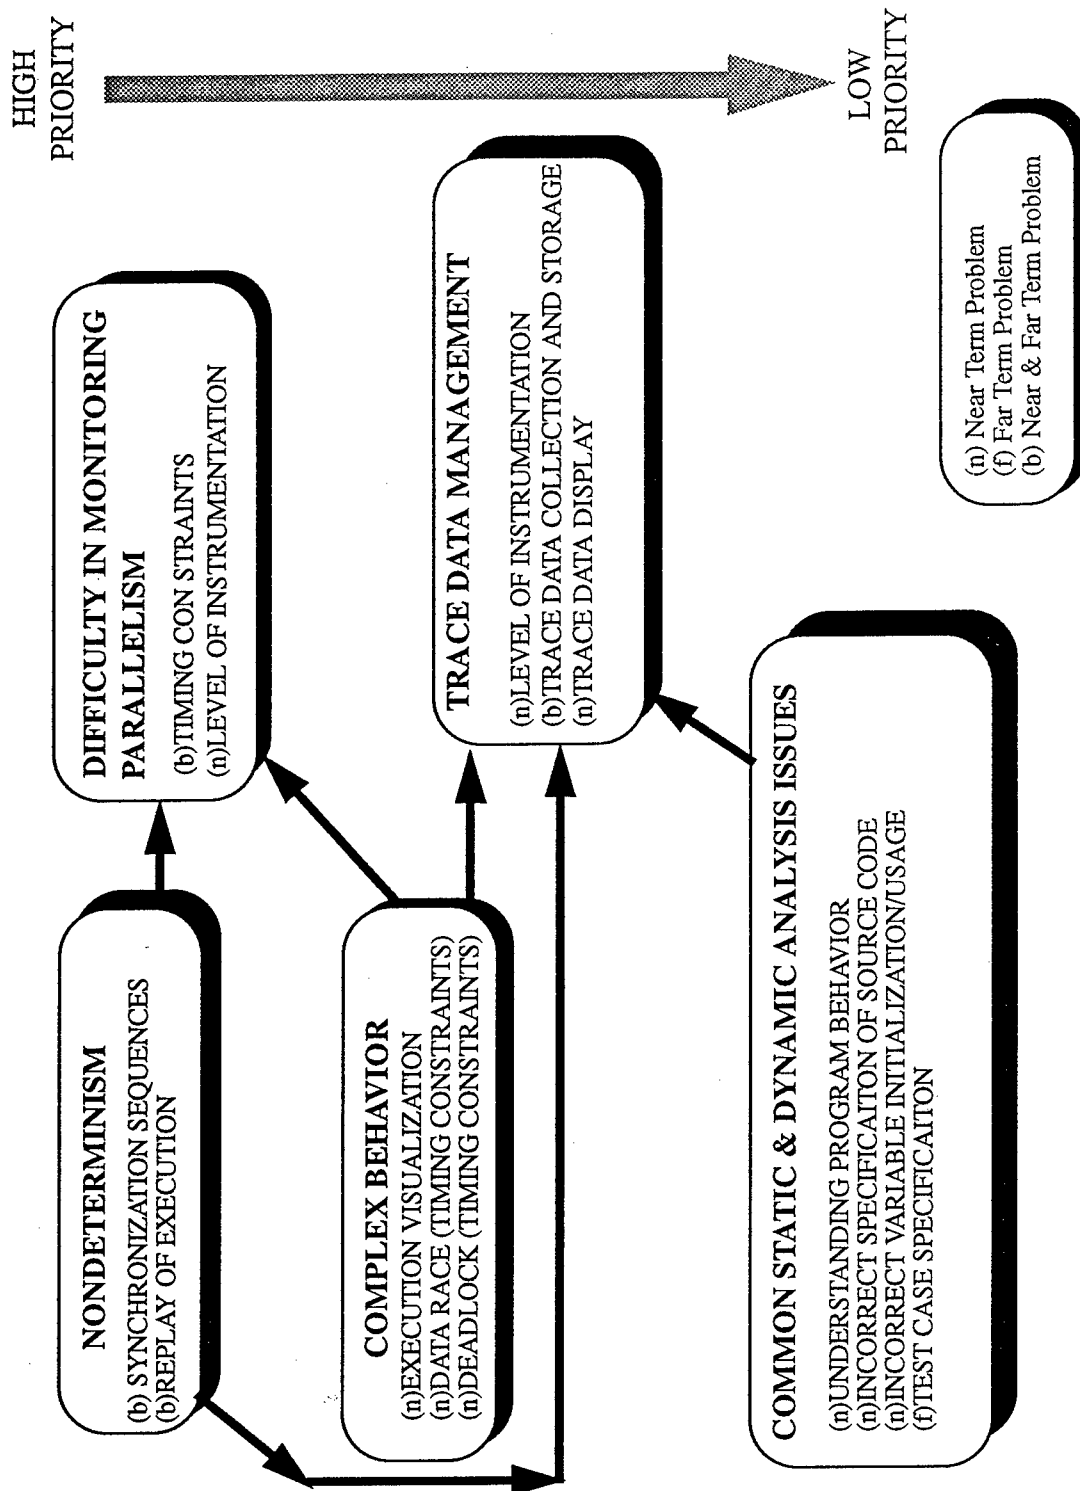 NONDETERMINISM
(b) SYNCHRONIZATION SEQUENCES
(b)REPLAY OF EXECUTION
DIFFICULTY IN MONITORING
PARALLELISM
(b)TIMING CON STRAINTS
(n)LEVEL OF INSTRUMENTATION
HIGH
PRIORITY
COMPLEX BEHAVIOR
(n)EXECUTION VISUALIZATION
(n)DATA RACE (TIMING CONSTRAINTS)
(n)DEADLOCK (TIMING CONSTRAINTS)
TRACE DATA MANAGEMENT
(n)LEVEL OF INSTRUMENTATION
(b)TRACE DATA COLLECTION AND STORAGE
(n)TRACE DATA DISPLAY
COMMON STATIC & DYNAMIC ANALYSIS ISSUES
(n)UNDERSTANDING PROGRAM BEHAVIOR
(n)INCORRECT SPECIFICAITON OF SOURCE CODE
(n)INCORRECT VARIABLE INITIALIZATION/USAGE
(f)TEST CASE SPECIFICAITON
LOW
PRIORITY
(n) Near Term Problem
(f) Far Term Problem
(b) Near & Far Term Problem